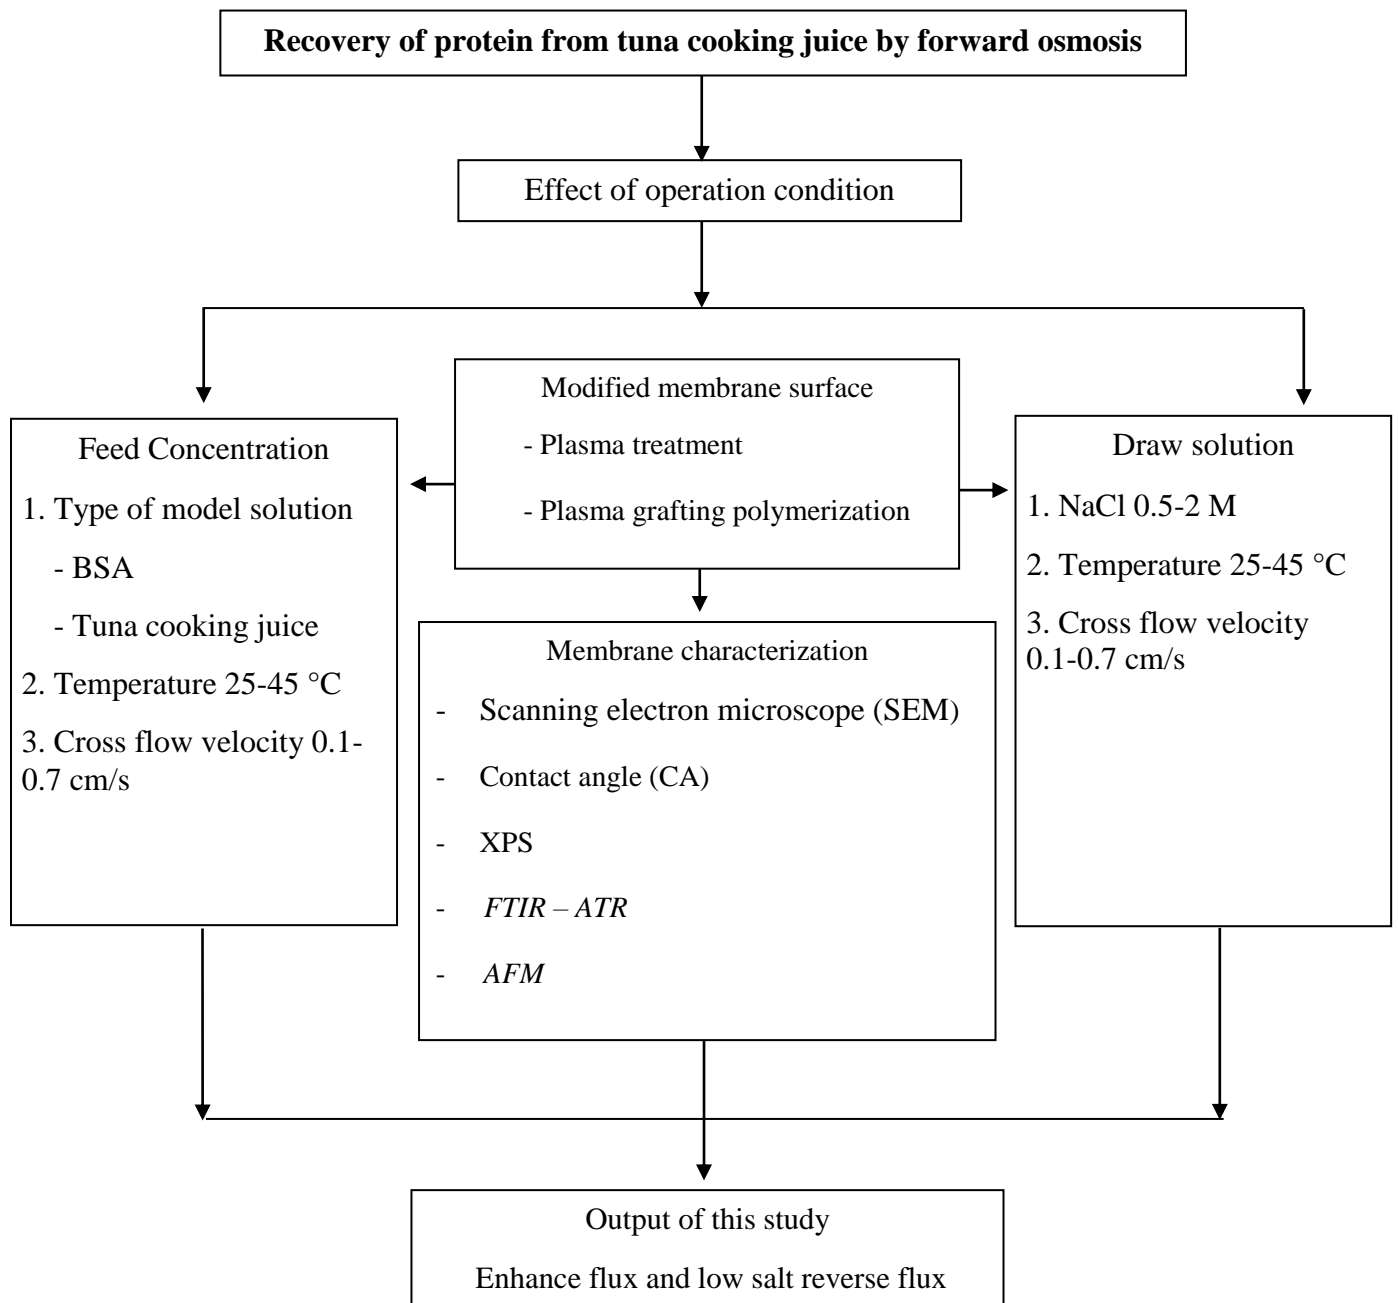 Recovery of protein from tuna cooking juice by forward osmosis
Effect of operation condition
Feed Concentration
1. Type of model solution
- BSA
- Tuna cooking juice
2. Temperature 25-45 °C
3. Cross flow velocity 0.1-
0.7 cm/s
Modified membrane surface
- Plasma treatment
- Plasma grafting polymerization
Membrane characterization
- Scanning electron microscope (SEM)
- Contact angle (CA)
- XPS
- FTIR – ATR
- AFM
Draw solution
1. NaCl 0.5-2 M
2. Temperature 25-45 °C
3. Cross flow velocity
0.1-0.7 cm/s
Output of this study
Enhance flux and low salt reverse flux